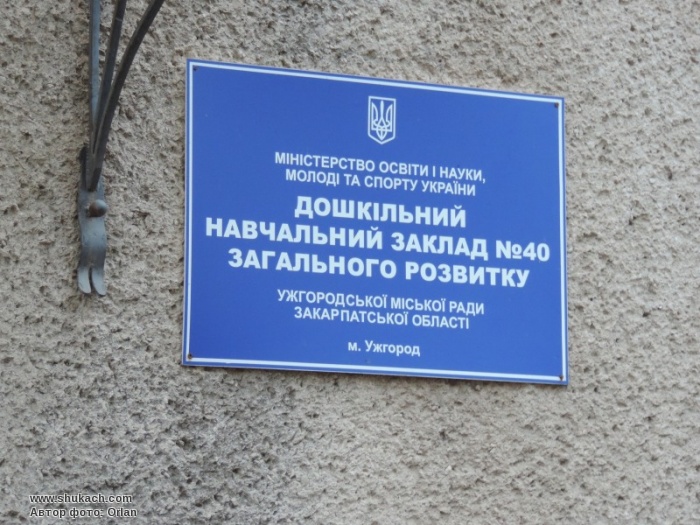 МІНІСТЕРСТВО ОСВІТИ І НАУКИ,
МОЛОДІ ТА СПОРТУ УКРАЇНИ
ДОШКІЛЬНИЙ
НАВЧАЛЬНИЙ ЗАКЛАД №40
ЗАГАЛЬНОГО РОЗВИТКУ
УЖГОРОДСЬКОЇ МІСЬКОЇ РАДИ
ЗАКАРПАТСЬКОЇ ОБЛАСТІ
м. Ужгород
www.shukach.com
Автор фото: Orlan